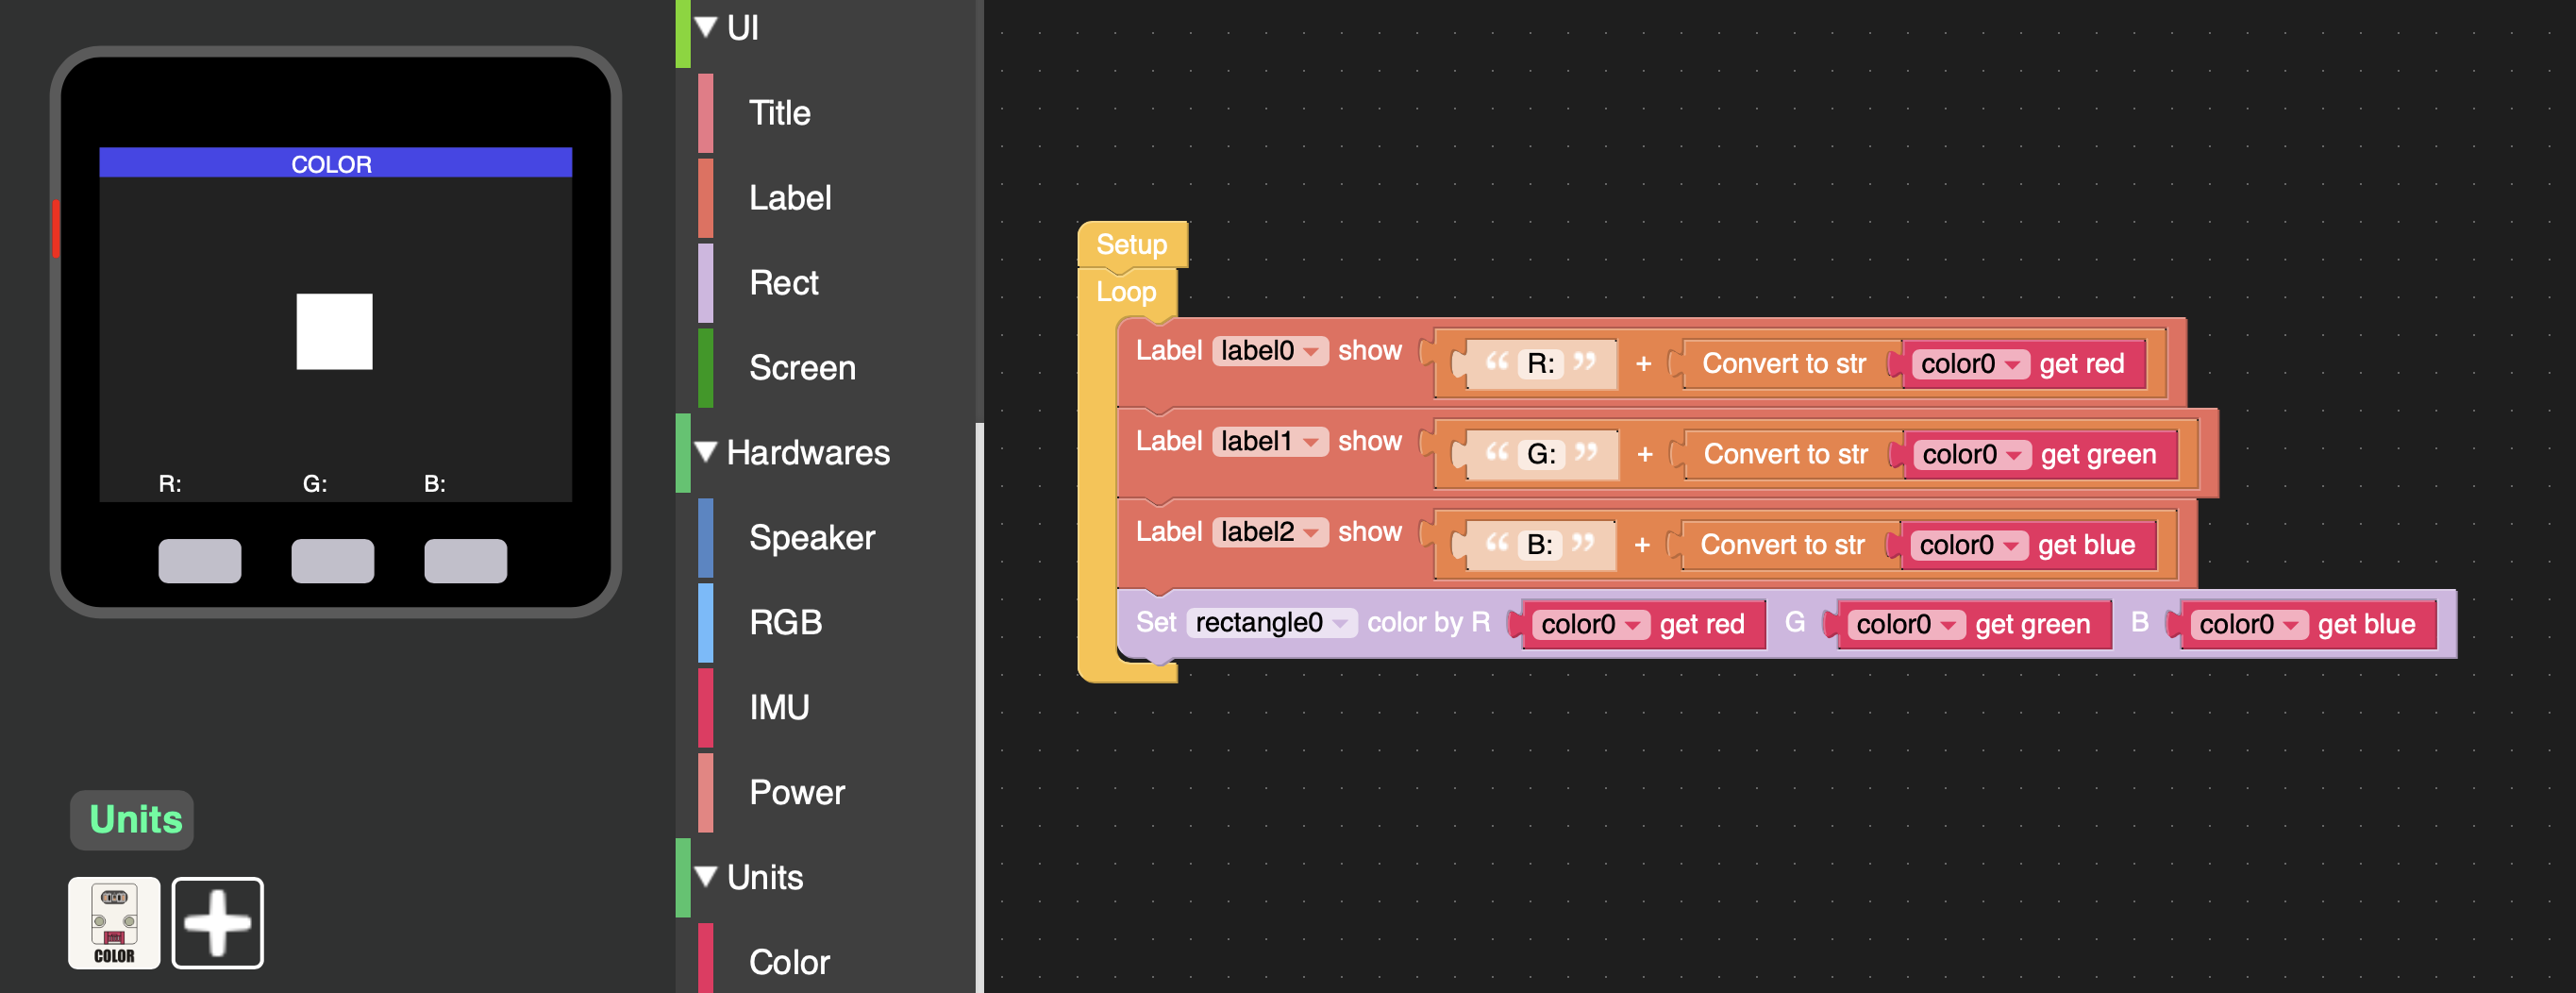 COLOR
R: G: B:
Units
COLOR
UI
Title
Label
Rect
Screen
Hardwares
Speaker
RGB
IMU
Power
Units
Color
Setup
Loop
Label label0 show “ R: ” + Convert to str color0 get red
Label label1 show “ G: ” + Convert to str color0 get green
Label label2 show “ B: ” + Convert to str color0 get blue
Set rectangle0 color by R color0 get red G color0 get green B color0 get blue